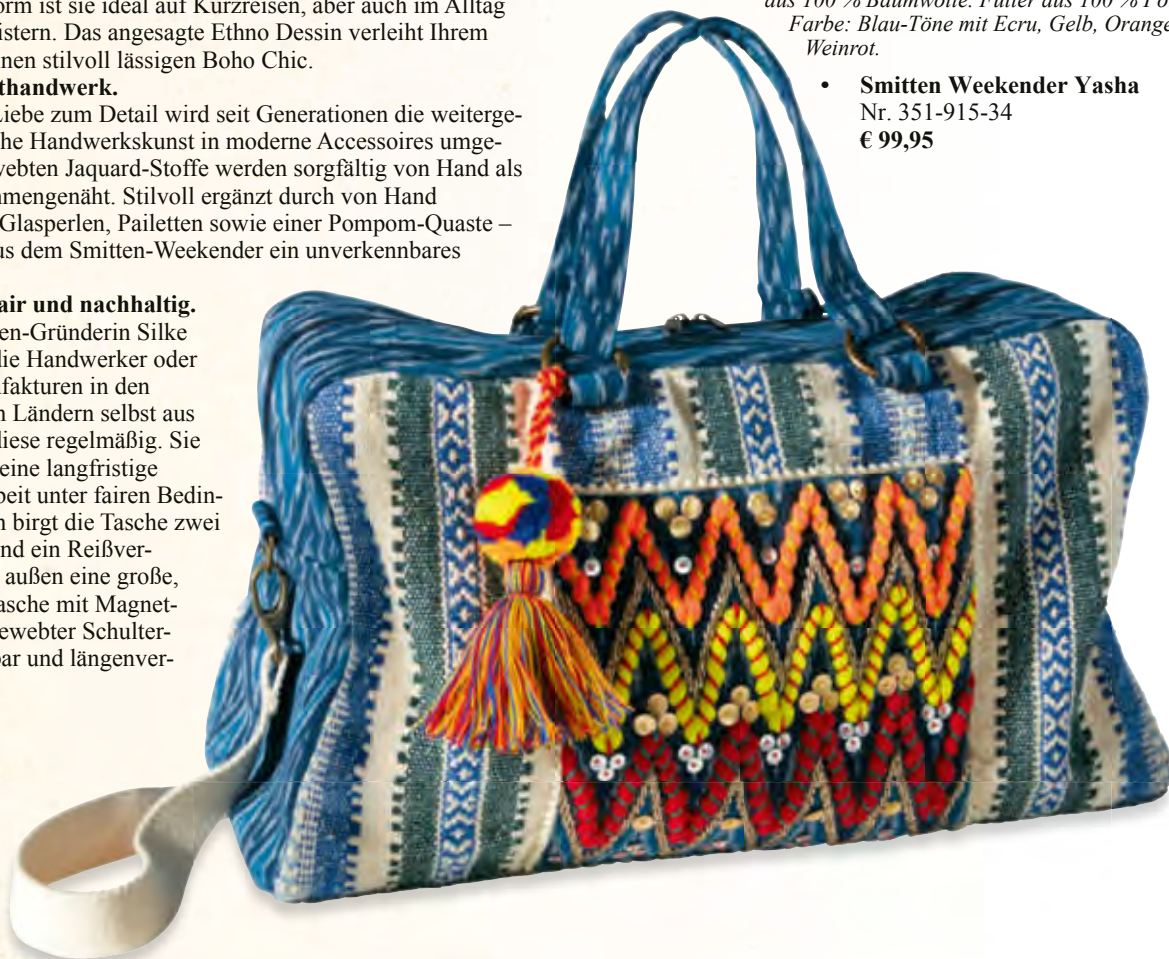 orm ist sie ideal auf Kurzreisen, aber auch im Alltag
istern. Das angesagte Ethno Dessin verleiht Ihrem
nen stilvoll lässigen Boho Chic.
thandwerk.
Liebe zum Detail wird seit Generationen die weiterge-
he Handwerkskunst in moderne Accessoires umge-
webten Jaquard-Stoffe werden sorgfältig von Hand als
mmengenäht. Stilvoll ergänzt durch von Hand
Glasperlen, Pailetten sowie einer Pompom-Quaste –
us dem Smitten-Weekender ein unverkennbares
air und nachhaltig.
en-Gründerin Silke
lie Handwerker oder
ufakturen in den
n Ländern selbst aus
diese regelmäßig. Sie
eine langfristige
beit unter fairen Bedin-
n birgt die Tasche zwei
nd ein Reißver-
außen eine große,
asche mit Magnet-
ewebter Schulter-
bar und längenver-
aus 100 % Baumwolle. Futter aus 100 % Po
Farbe: Blau-Töne mit Ecru, Gelb, Orange
Weinrot.
• Smitten Weekender Yasha
Nr. 351-915-34
€ 99,95